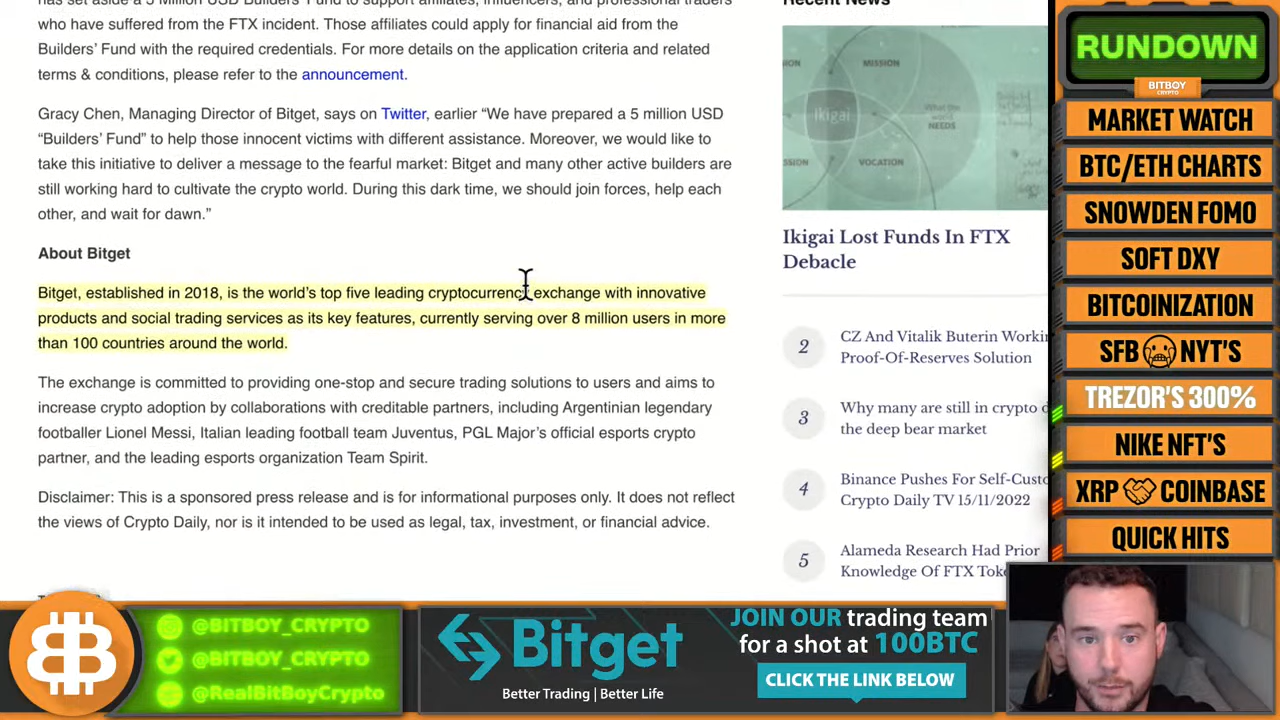 has set aside a 5 Million USD Builders' Fund to support affiliates, influencers, and professional traders
who have suffered from the FTX incident. Those affiliates could apply for financial aid from the
Builders' Fund with the required credentials. For more details on the application criteria and related
terms & conditions, please refer to the announcement.
Gracy Chen, Managing Director of Bitget, says on Twitter, earlier “We have prepared a 5 million USD
“Builders' Fund” to help those innocent victims with different assistance. Moreover, we would like to
take this initiative to deliver a message to the fearful market: Bitget and many other active builders are
still working hard to cultivate the crypto world. During this dark time, we should join forces, help each
other, and wait for dawn.”
About Bitget
Bitget, established in 2018, is the world's top five leading cryptocurrency exchange with innovative
products and social trading services as its key features, currently serving over 8 million users in more
than 100 countries around the world.
The exchange is committed to providing one-stop and secure trading solutions to users and aims to
increase crypto adoption by collaborations with creditable partners, including Argentinian legendary
footballer Lionel Messi, Italian leading football team Juventus, PGL Major's official esports crypto
partner, and the leading esports organization Team Spirit.
Disclaimer: This is a sponsored press release and is for informational purposes only. It does not reflect
the views of Crypto Daily, nor is it intended to be used as legal, tax, investment, or financial advice.
Recent News
MISSION
Ikigai
What the
world
NEEDS
VOCATION
Ikigai Lost Funds In FTX
Debacle
2
CZ And Vitalik Buterin Workin
Proof-Of-Reserves Solution
3
Why many are still in crypto d
the deep bear market
4
Binance Pushes For Self-Custo
Crypto Daily TV 15/11/2022
5
Alameda Research Had Prior
Knowledge Of FTX Toke
RUNDOWN
BITBOY
CRYPTO
MARKET WATCH
BTC/ETH CHARTS
SNOWDEN FOMO
SOFT DXY
BITCOINIZATION
SFB NYT'S
TREZOR'S 300%
NIKE NFT'S
XRP COINBASE
QUICK HITS
@BITBOY_CRYPTO
@BITBOY_CRYPTO
@RealBitBoyCrypto
Bitget
Better Trading | Better Life
JOIN OUR trading team
for a shot at 100BTC
CLICK THE LINK BELOW